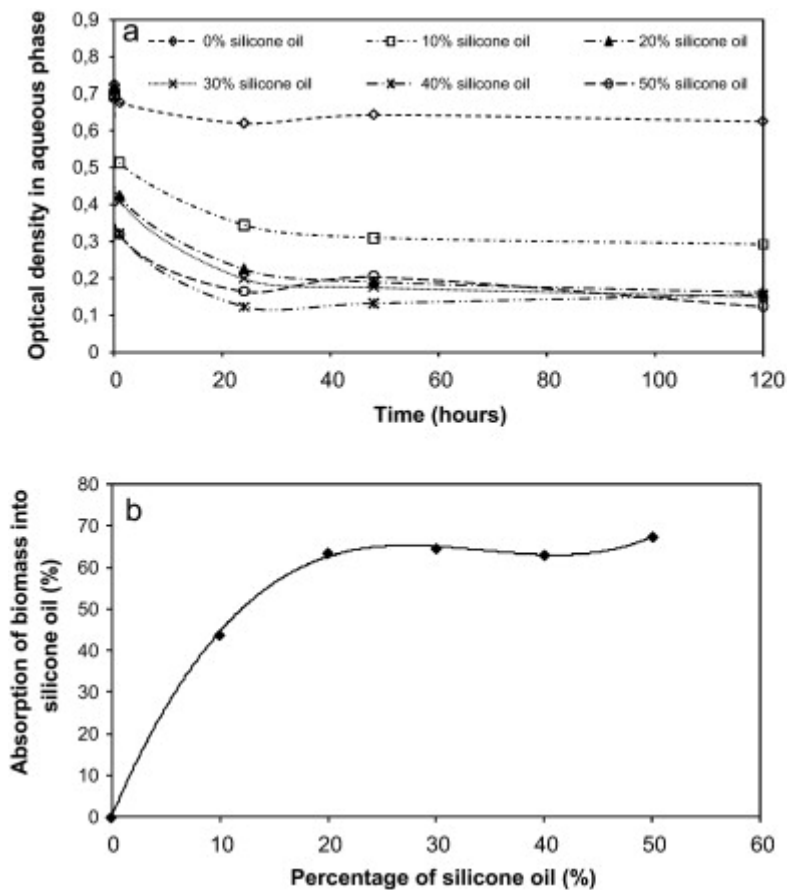 a
0,9
0,8
0,7
0,6
0,5
0,4
0,3
0,2
0,1
0
0% silicone oil 10% silicone oil 20% silicone oil
30% silicone oil 40% silicone oil 50% silicone oil
Optical density in aqueous phase
0 20 40 60 80 100 120
Time (hours)
b
80
70
60
50
40
30
20
10
0
Absorption of biomass into
silicone oil (%)
0 10 20 30 40 50 60
Percentage of silicone oil (%)